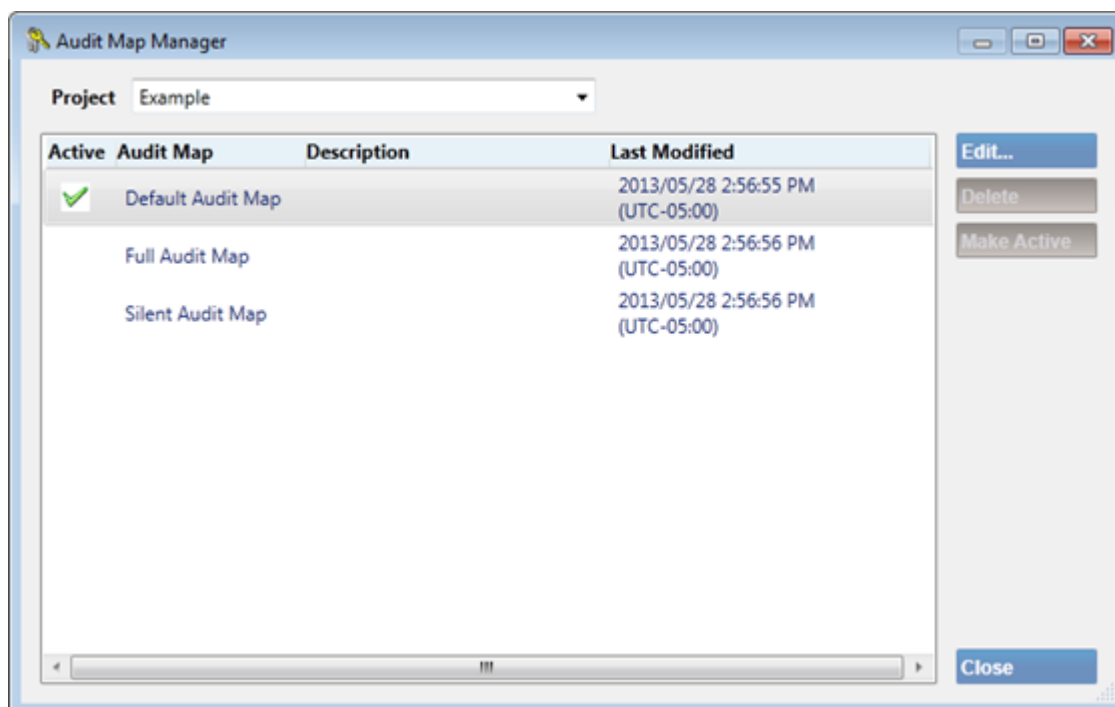 Audit Map Manager
Project Example
Active Audit Map Description Last Modified
Edit...
Default Audit Map 2013/05/28 2:56:55 PM
(UTC-05:00)
Delete
Full Audit Map 2013/05/28 2:56:56 PM
(UTC-05:00)
Make Active
Silent Audit Map 2013/05/28 2:56:56 PM
(UTC-05:00)
Close